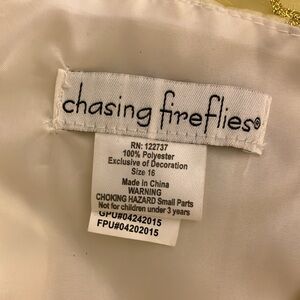 chasing fireflies®
RN: 122737
100% Polyester
Exclusive of Decoration
Size 16
Made in China
WARNING
CHOKING HAZARD Small Parts
Not for children under 3 years
GPU#04242015
FPU#04202015